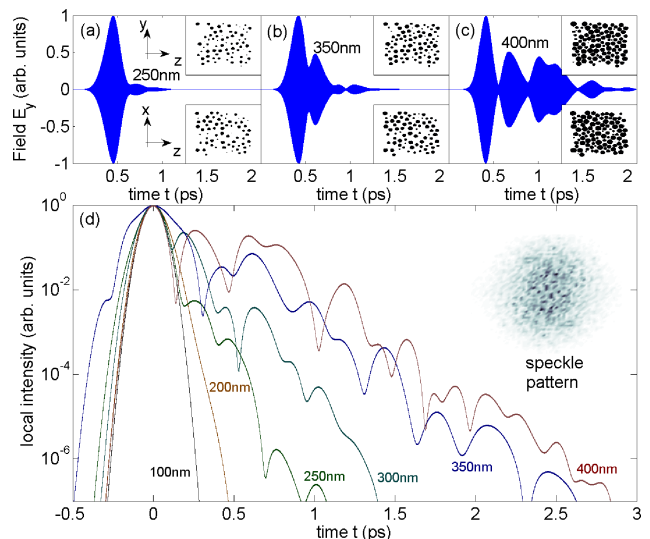 (a) y z 250nm x z
(b) 350nm
(c) 400nm
1
0.5
0
-0.5
-1
Field E_y (arb. units)
0.5 1 1.5 2
0.5 1 1.5 2
0.5 1 1.5 2
time t (ps)
time t (ps)
time t (ps)
(d)
10^0
10^-2
10^-4
10^-6
local intensity (arb. units)
speckle
pattern
200nm
100nm
250nm
300nm
350nm
400nm
-0.5 0 0.5 1 1.5 2 2.5 3
time t (ps)